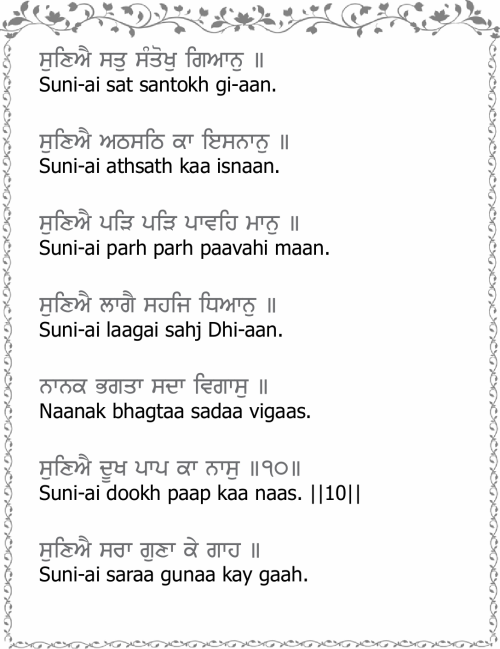 ਸੁਣਿਐ ਸਤੁ ਸੰਤੋਖੁ ਗਿਆਨੁ ॥
Suni-ai sat santokh gi-aan.
ਸੁਣਿਐ ਅਠਸਠਿ ਕਾ ਇਸਨਾਨੁ ॥
Suni-ai athsath kaa isnaan.
ਸੁਣਿਐ ਪੜਿ ਪੜਿ ਪਾਵਹਿ ਮਾਨੁ ॥
Suni-ai parh parh paavahi maan.
ਸੁਣਿਐ ਲਾਗੈ ਸਹਜਿ ਧਿਆਨੁ ॥
Suni-ai laagai sahj Dhi-aan.
ਨਾਨਕ ਭਗਤਾ ਸਦਾ ਵਿਗਾਸੁ ॥
Naanak bhagtaa sadaa vigaas.
ਸੁਣਿਐ ਦੂਖ ਪਾਪ ਕਾ ਨਾਸੁ ॥੧੦॥
Suni-ai dookh paap kaa naas. ||10||
ਸੁਣਿਐ ਸਰਾ ਗੁਣਾ ਕੇ ਗਾਹ ॥
Suni-ai saraa gunaa kay gaah.